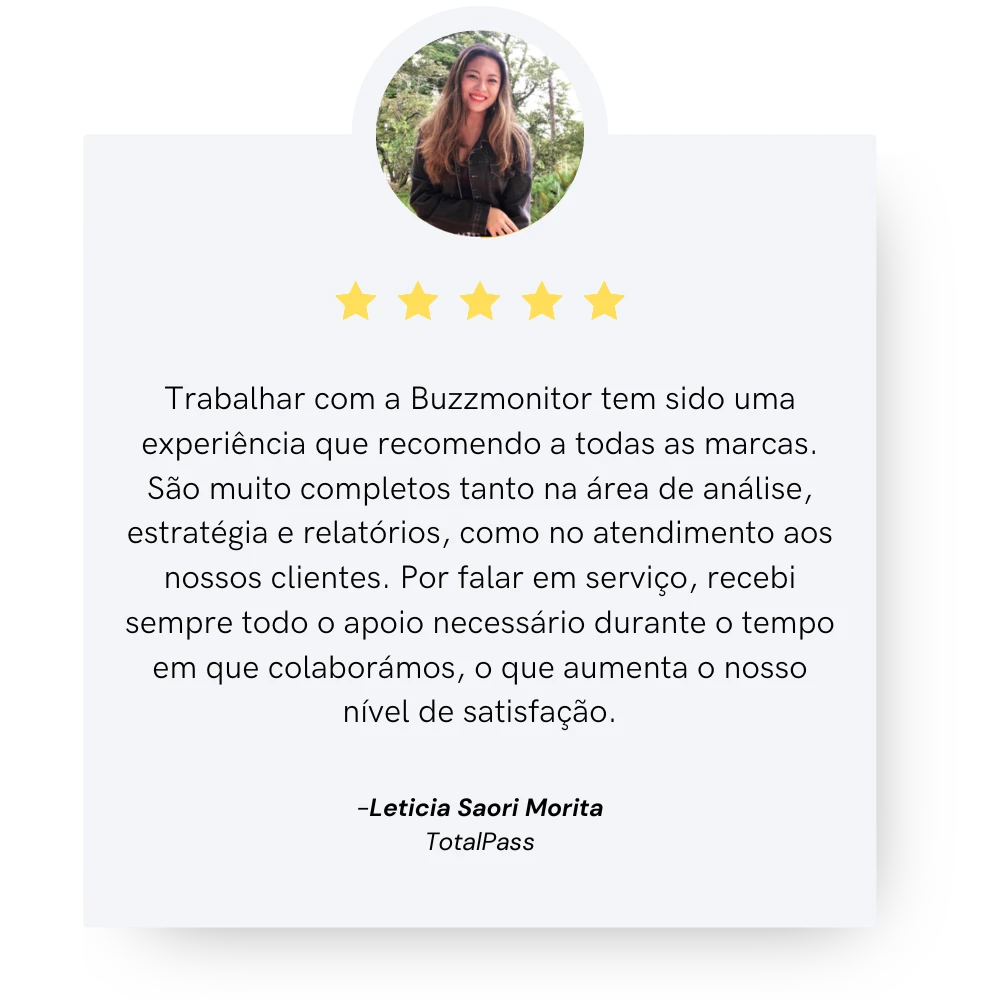 Trabalhar com a Buzzmonitor tem sido uma
experiência que recomendo a todas as marcas.
São muito completos tanto na área de análise,
estratégia e relatórios, como no atendimento aos
nossos clientes. Por falar em serviço, recebi
sempre todo o apoio necessário durante o tempo
em que colaborámos, o que aumenta o nosso
nível de satisfação.
–Leticia Saori Morita
TotalPass